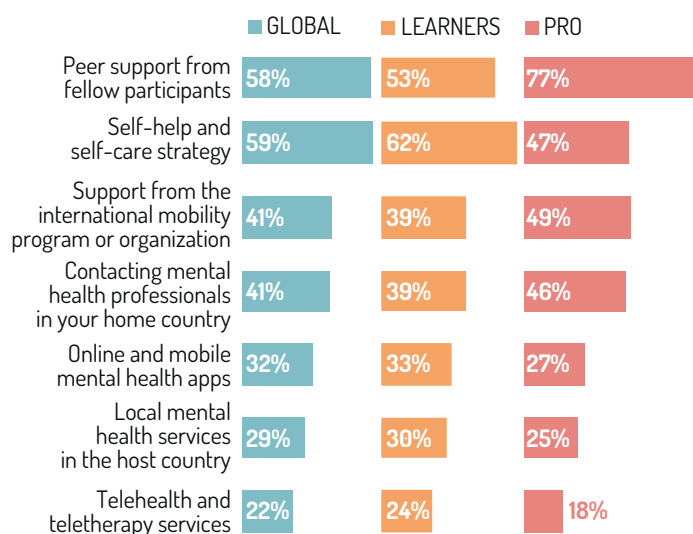 GLOBAL LEARNERS PRO
Peer support from
fellow participants
58% 53% 77%
Self-help and
self-care strategy
59% 62% 47%
Support from the
international mobility
program or organization
41% 39% 49%
Contacting mental
health professionals
in your home country
41% 39% 46%
Online and mobile
mental health apps
32% 33% 27%
Local mental
health services
in the host country
29% 30% 25%
Telehealth and
teletherapy services
22% 24% 18%